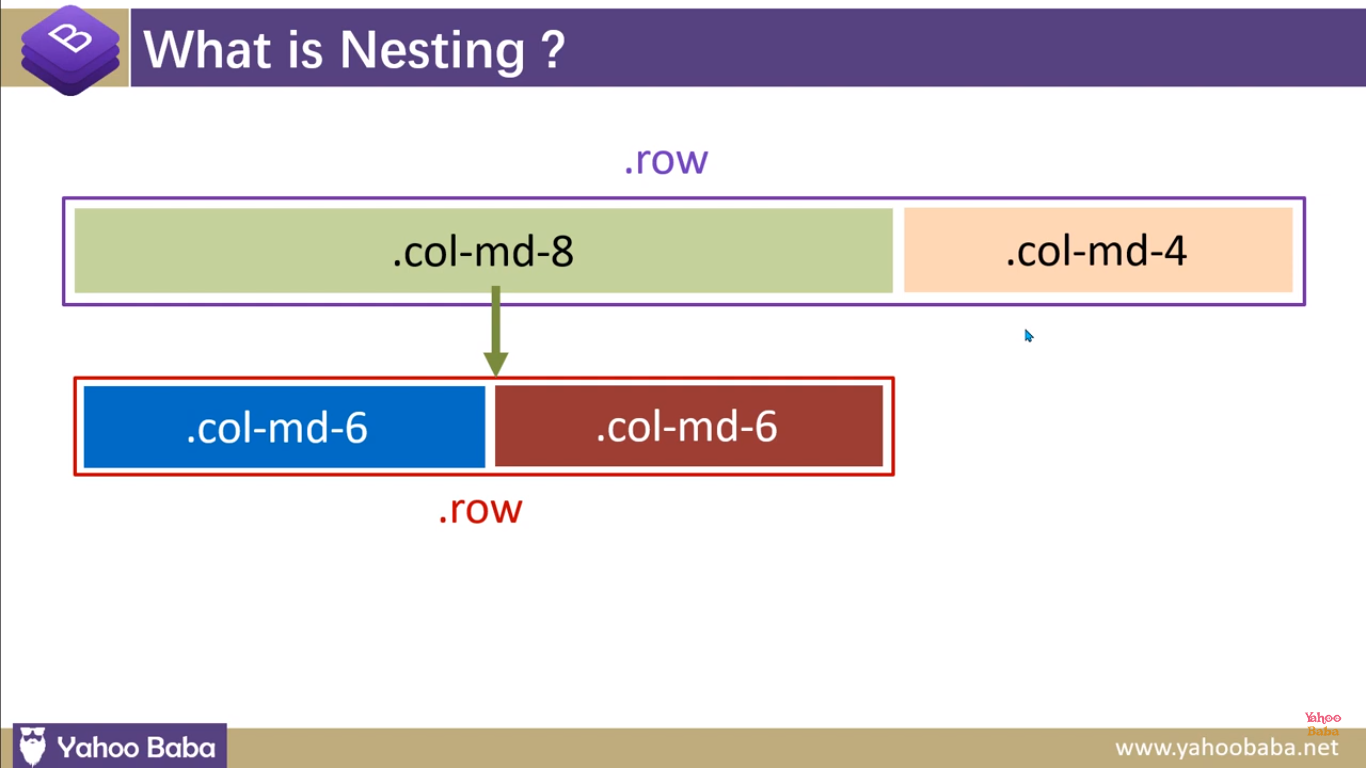 B
What is Nesting ?
.row
.col-md-8
.col-md-4
.col-md-6
.col-md-6
.row
Yahoo
Baba
Yahoo Baba
www.yahoobaba.net